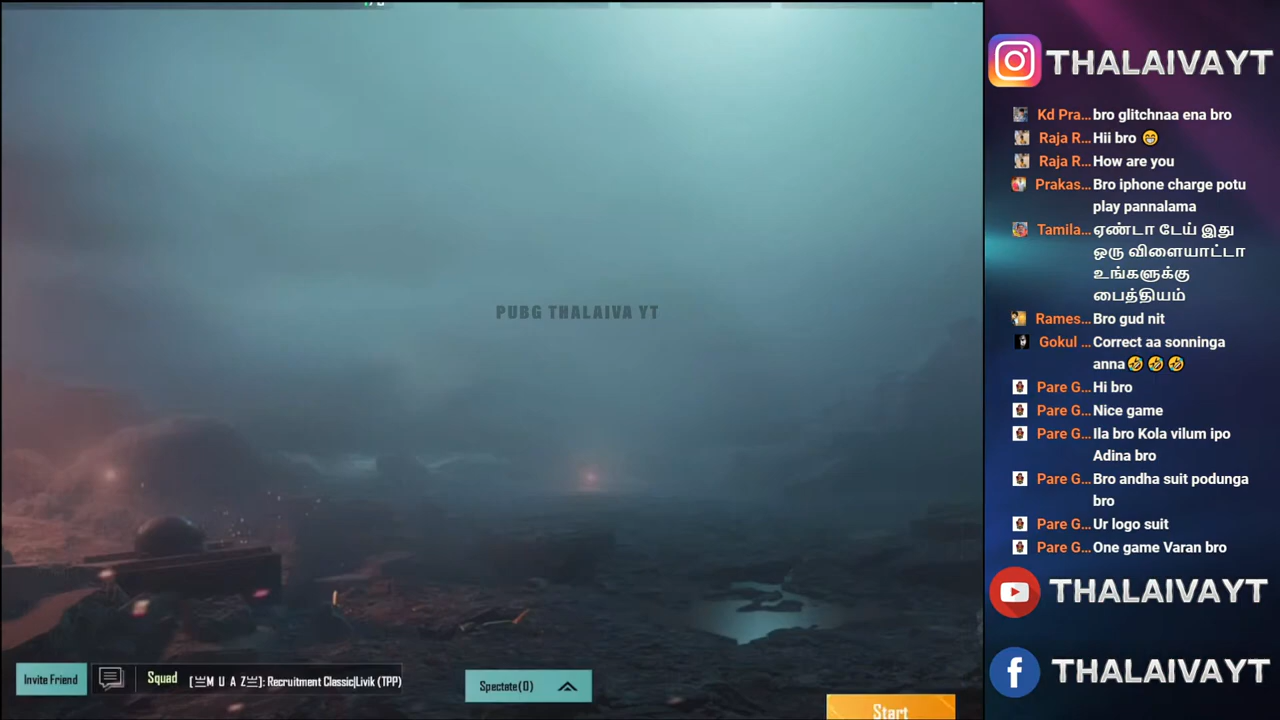 THALAIVAYT
Kd Pra... bro glitchnaa ena bro
Raja R... Hii bro 😁
Raja R... How are you
Prakas... Bro iphone charge potu
play pannalama
Tamila... ஏண்டா டேய் இது
ஒரு விளையாட்டா
உங்களுக்கு
பைத்தியம்
Rames... Bro gud nit
Gokul ... Correct aa sonninga
anna🤣🤣🤣
Pare G... Hi bro
Pare G... Nice game
Pare G... Ila bro Kola vilum ipo
Adina bro
Pare G... Bro andha suit podunga
bro
Pare G... Ur logo suit
Pare G... One game Varan bro
THALAIVAYT
THALAIVAYT
PUBG THALAIVA YT
Invite Friend
Squad [亗M U A Z亗]: Recruitment Classic|Livik (TPP)
Spectate(0)
Start